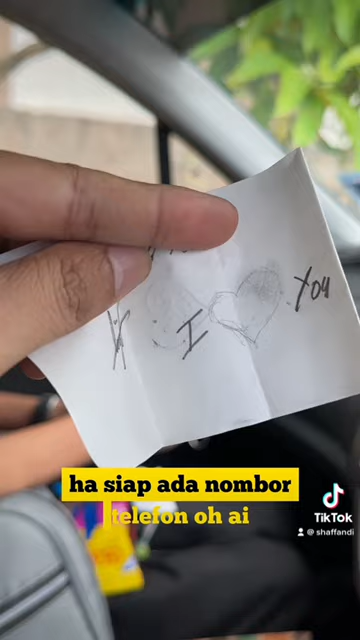 I You
ha siap ada nombor
telefon oh ai
TikTok
@ shaffandi